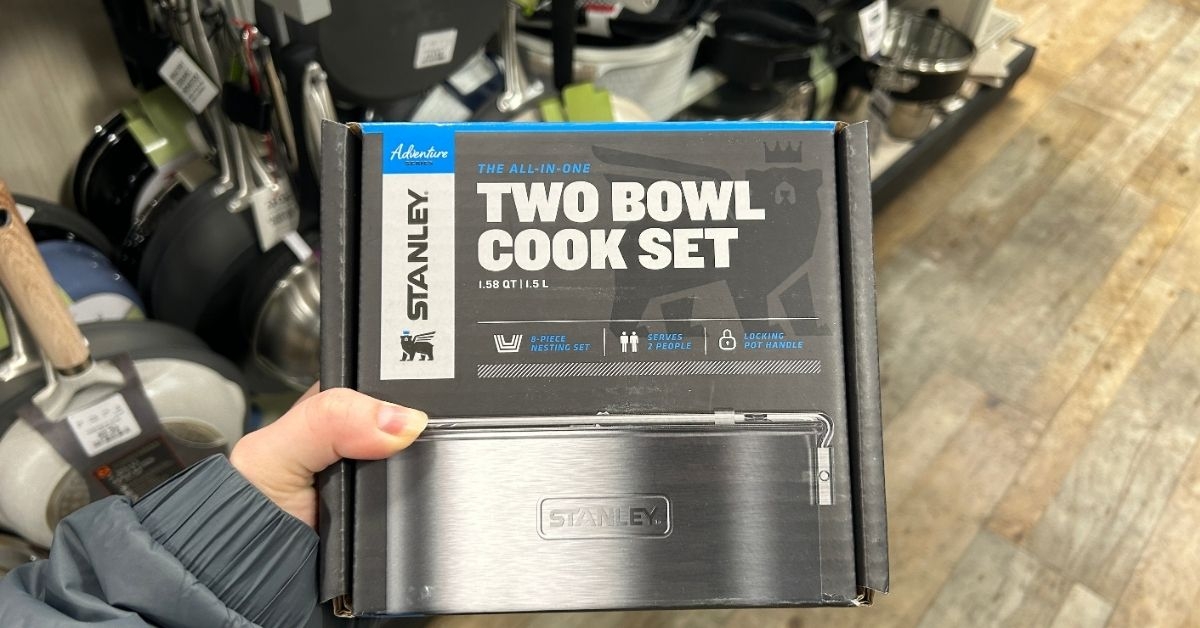 Adventure
SERIES
STANLEY.
THE ALL-IN-ONE
TWO BOWL
COOK SET
1.58 QT | 1.5 L
8-PIECE
NESTING SET
SERVES
2 PEOPLE
LOCKING
POT HANDLE
STANLEY